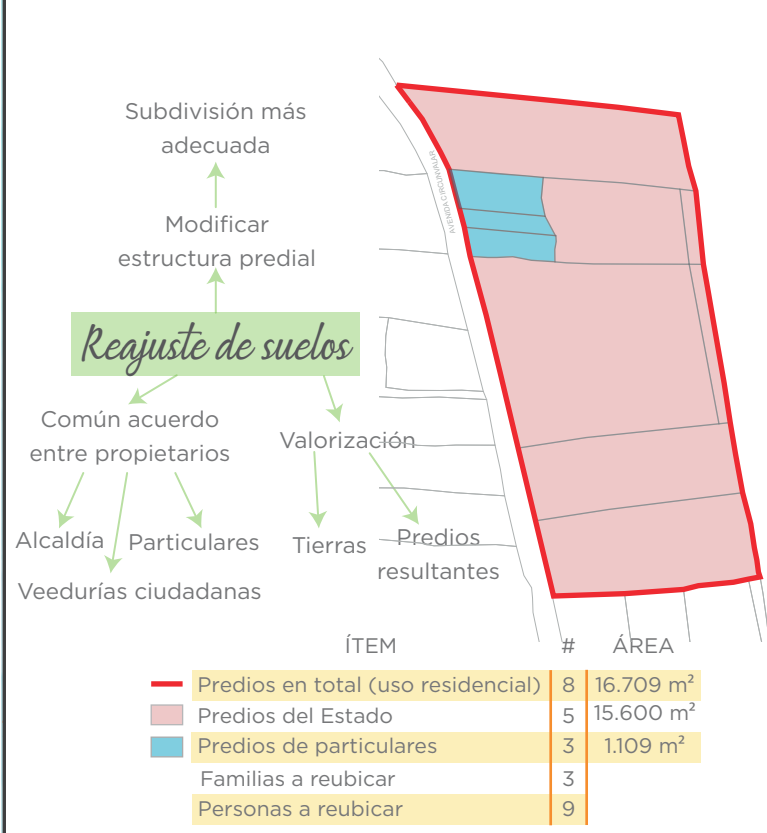 Subdivisión más
adecuada
Modificar
estructura predial
Reajuste de suelos
Común acuerdo
entre propietarios
Valorización
Alcaldía
Particulares
Veedurías ciudadanas
Tierras
Predios
resultantes
AVENIDA CIRCUNVALAR
ÍTEM # ÁREA
Predios en total (uso residencial) 8 16.709 m²
Predios del Estado 5 15.600 m²
Predios de particulares 3 1.109 m²
Familias a reubicar 3
Personas a reubicar 9